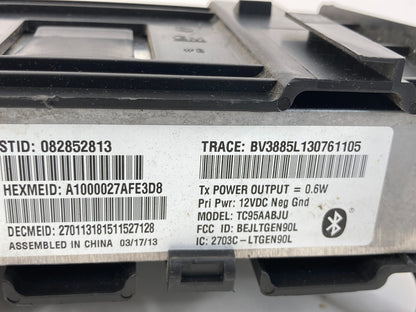 STID: 082852813
TRACE: BV3885L130761105
HEXMEID: A1000027AFE3D8
Tx POWER OUTPUT = 0.6W
Pri Pwr: 12VDC Neg Gnd
MODEL: TC95AABJU
DECMEID: 270113181511527128
FCC ID: BEJLTGEN90L
ASSEMBLED IN CHINA 03/17/13
IC: 2703C-LTGEN90L